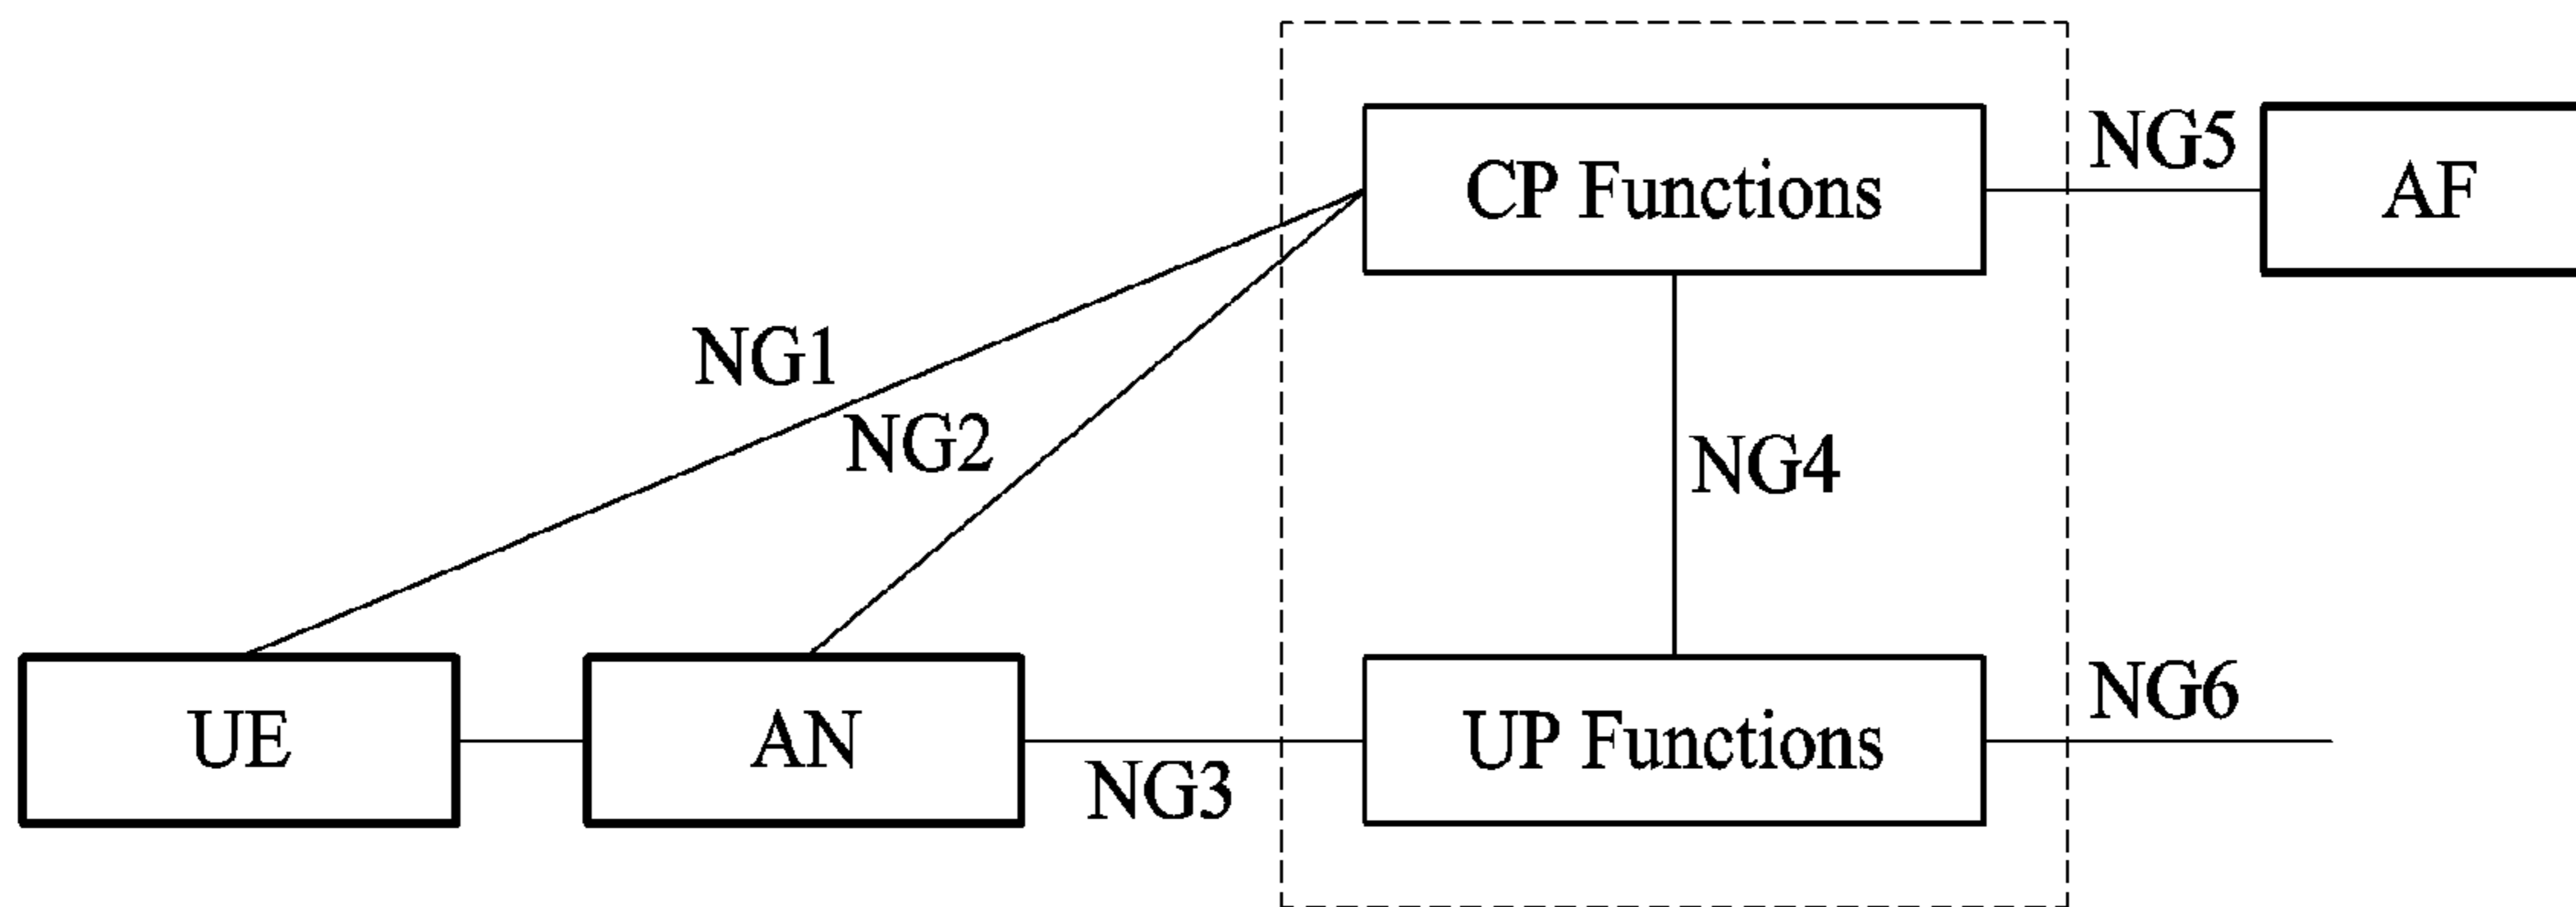 CP Functions
NG5
AF
NG1
NG2
NG4
UE
AN
NG3
UP Functions
NG6